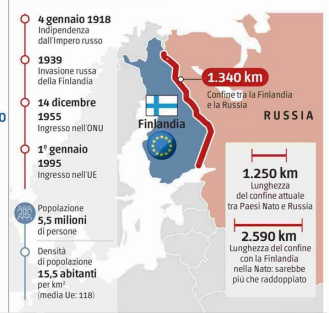 4 gennaio 1918
Indipendenza
dall'Impero russo
1939
Invasione russa
della Finlandia
14 dicembre
1955
Ingresso nell'ONU
1º gennaio
1995
Ingresso nell'UE
Popolazione
5,5 milioni
di persone
Densità
di popolazione
15,5 abitanti
per km²
(media Ue: 118)
1.340 km
Confine tra la Finlandia
e la Russia
Finlandia
RUSSIA
1.250 km
Lunghezza
del confine attuale
tra Paesi Nato e Russia
2.590 km
Lunghezza del confine
con la Finlandia
nella Nato: sarebbe
più che raddoppiato